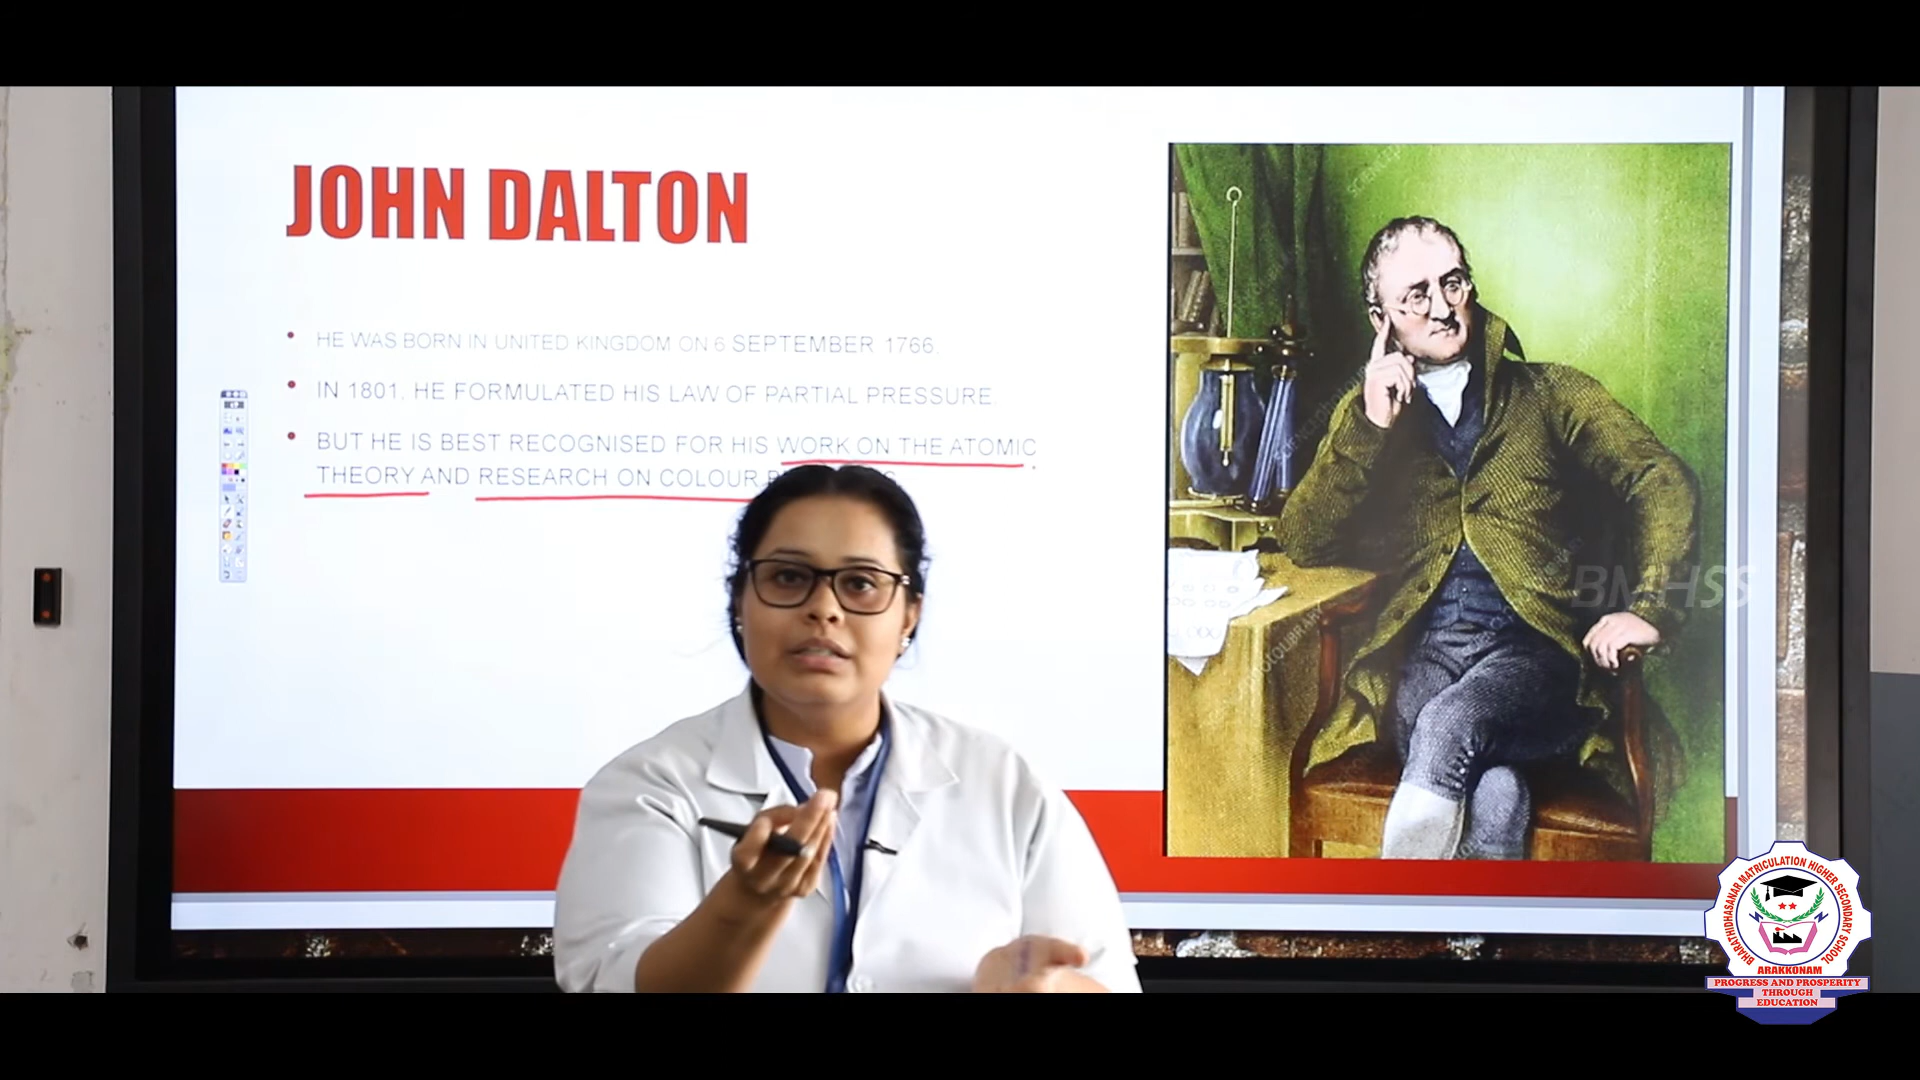 JOHN DALTON
HE WAS BORN IN UNITED KINGDOM ON 6 SEPTEMBER 1766.
IN 1801, HE FORMULATED HIS LAW OF PARTIAL PRESSURE.
BUT HE IS BEST RECOGNISED FOR HIS WORK ON THE ATOMIC
THEORY AND RESEARCH ON COLOUR
BMHSS
BHARATHIDHASANAR MATRICULATION HIGHER SECONDARY SCHOOL
ARAKKONAM
PROGRESS AND PROSPERITY
THROUGH
EDUCATION